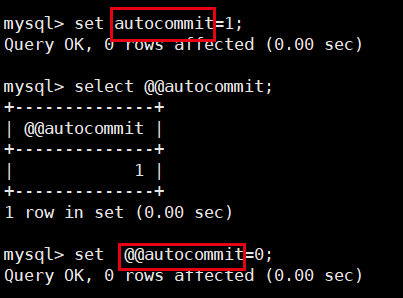 mysql> set autocommit=1;
Query OK, 0 rows affected (0.00 sec)
mysql> select @@autocommit;
+--------------+
| @@autocommit |
+--------------+
|            1 |
+--------------+
1 row in set (0.00 sec)
mysql> set  @@autocommit=0;
Query OK, 0 rows affected (0.00 sec)